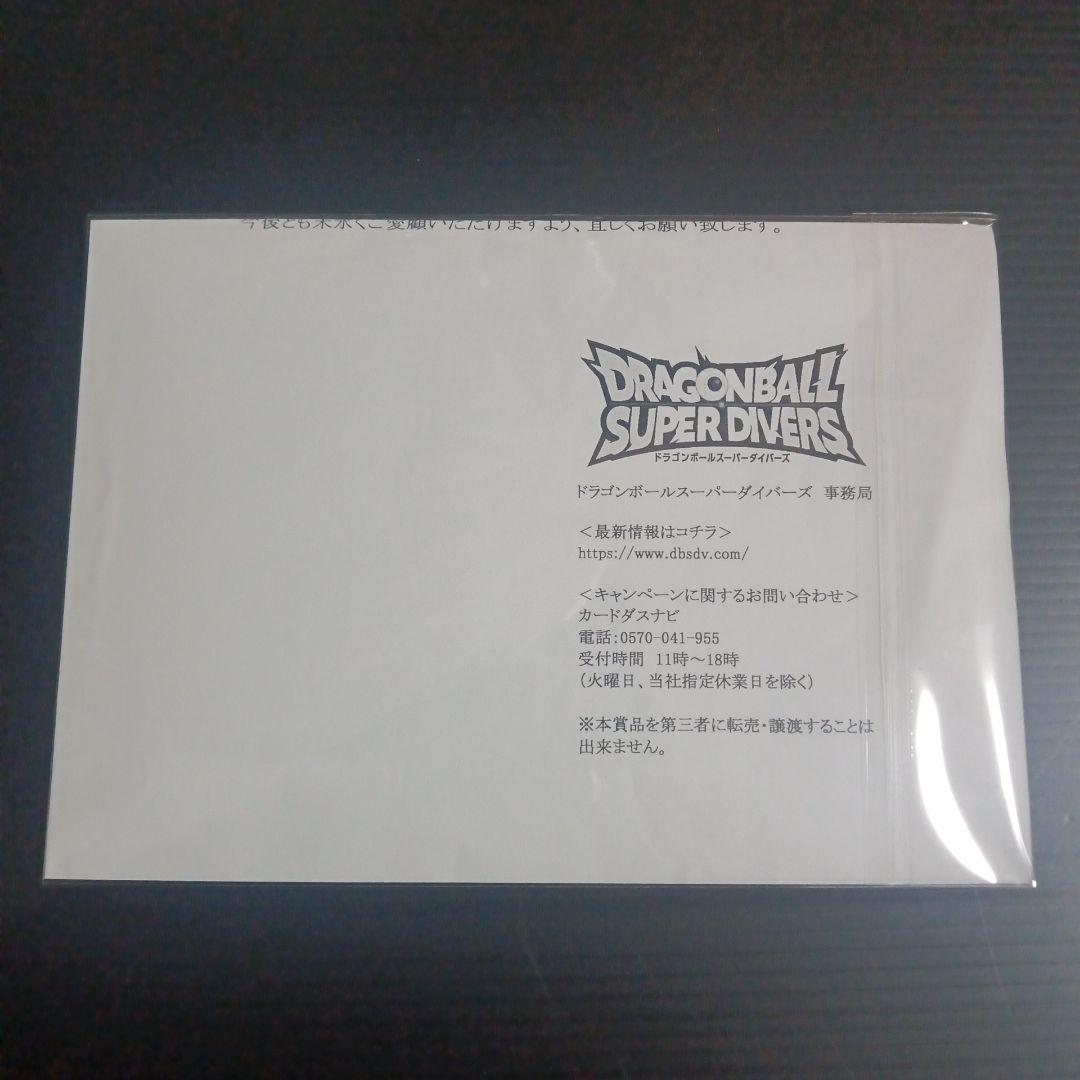 今後とも末永くご愛顧いただけますよう、宜しくお願い致します。
DRAGONBALL
SUPER DIVERS
ドラゴンボールスーパーダイバーズ
ドラゴンボールスーパーダイバーズ 事務局
<最新情報はコチラ>
https://www.dbsdv.com/
<キャンペーンに関するお問い合わせ>
カードダスナビ
電話:0570-041-955
受付時間 11時~18時
(火曜日、当社指定休業日を除く)
※本賞品を第三者に転売・譲渡することは
出来ません。